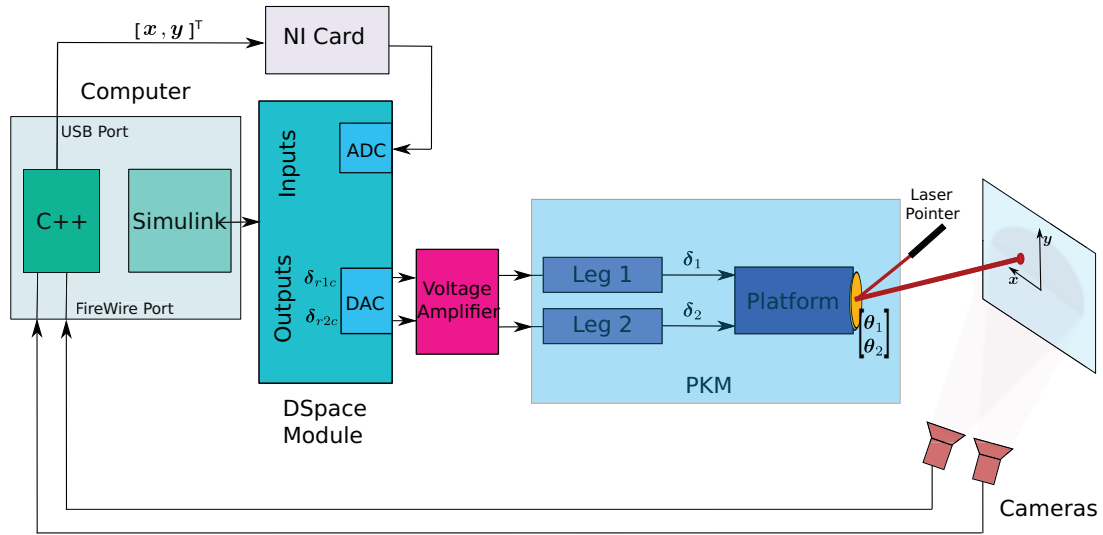 [x, y]ᵀ
NI Card
Computer
USB Port
C++
Simulink
FireWire Port
Inputs
ADC
Outputs
δr1c
δr2c
DAC
DSpace
Module
Voltage
Amplifier
Leg 1
Leg 2
δ1
δ2
Platform
[θ1
θ2]
PKM
Laser
Pointer
y
x
Cameras